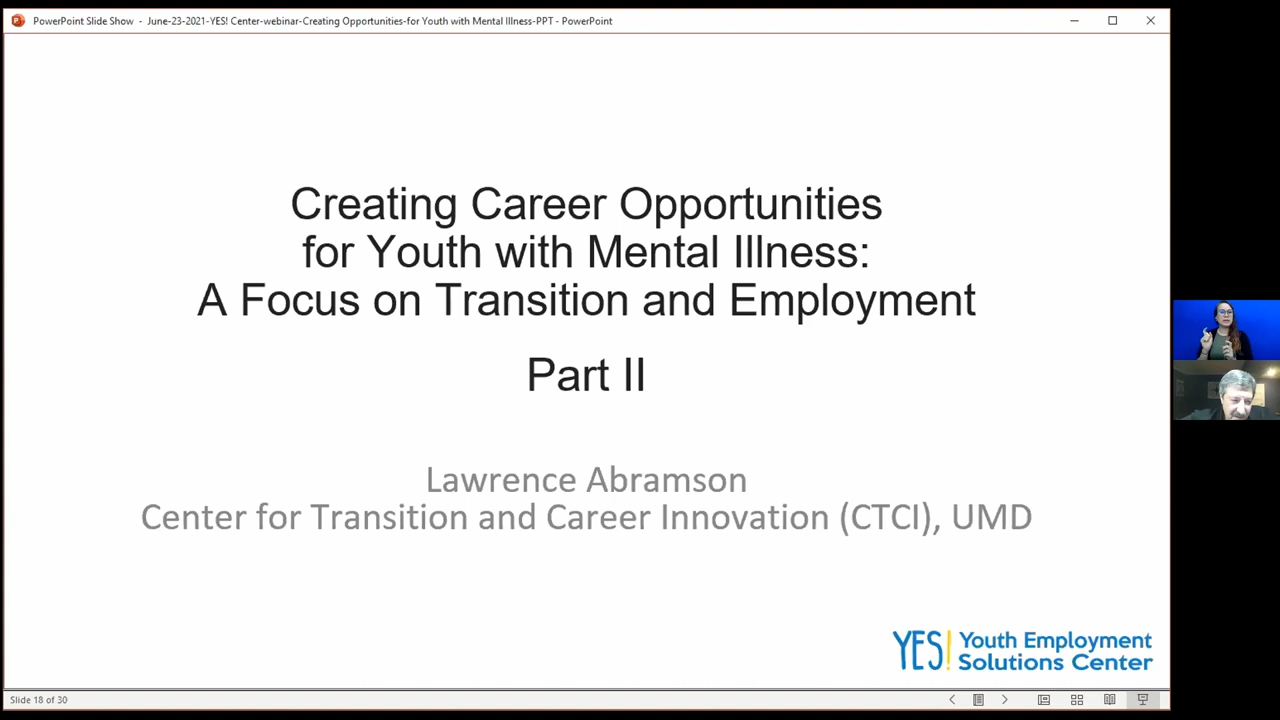 PowerPoint Slide Show - June-23-2021-YES! Center-webinar-Creating Opportunities-for Youth with Mental Illness-PPT - PowerPoint
Creating Career Opportunities
for Youth with Mental Illness:
A Focus on Transition and Employment
Part II
Lawrence Abramson
Center for Transition and Career Innovation (CTCI), UMD
YES! Youth Employment
Solutions Center
Slide 18 of 30